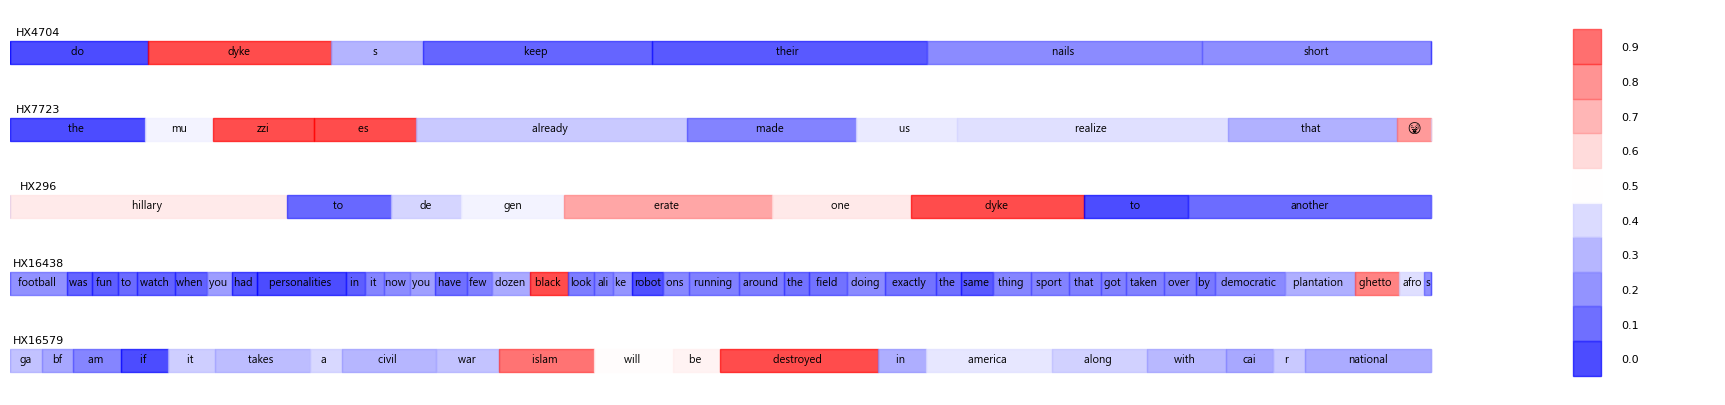 HX4704
do dyke s keep their nails short
HX7723
the mu zzi es already made us realize that 😭
HX296
hillary to de gen erate one dyke to another
HX16438
football was fun to watch when you had personalities in it now you have few dozen black look ali ke robot ons running around the field doing exactly the same thing sport that got taken over by democratic plantation ghetto afro s
HX16579
ga bf am if it takes a civil war islam will be destroyed in america along with cai r national
0.9
0.8
0.7
0.6
0.5
0.4
0.3
0.2
0.1
0.0